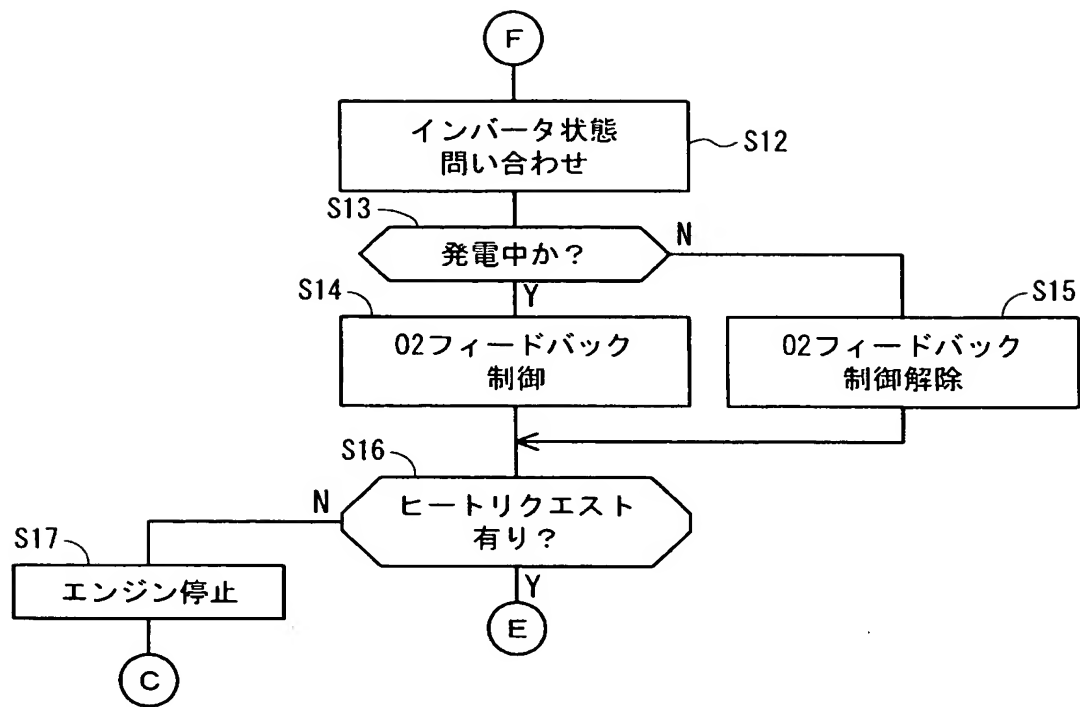 F
インバータ状態
問い合わせ
S12
S13
発電中か？
N
Y
S14
O2フィードバック
制御
S15
O2フィードバック
制御解除
S16
ヒートリクエスト
有り？
N
Y
S17
エンジン停止
E
C